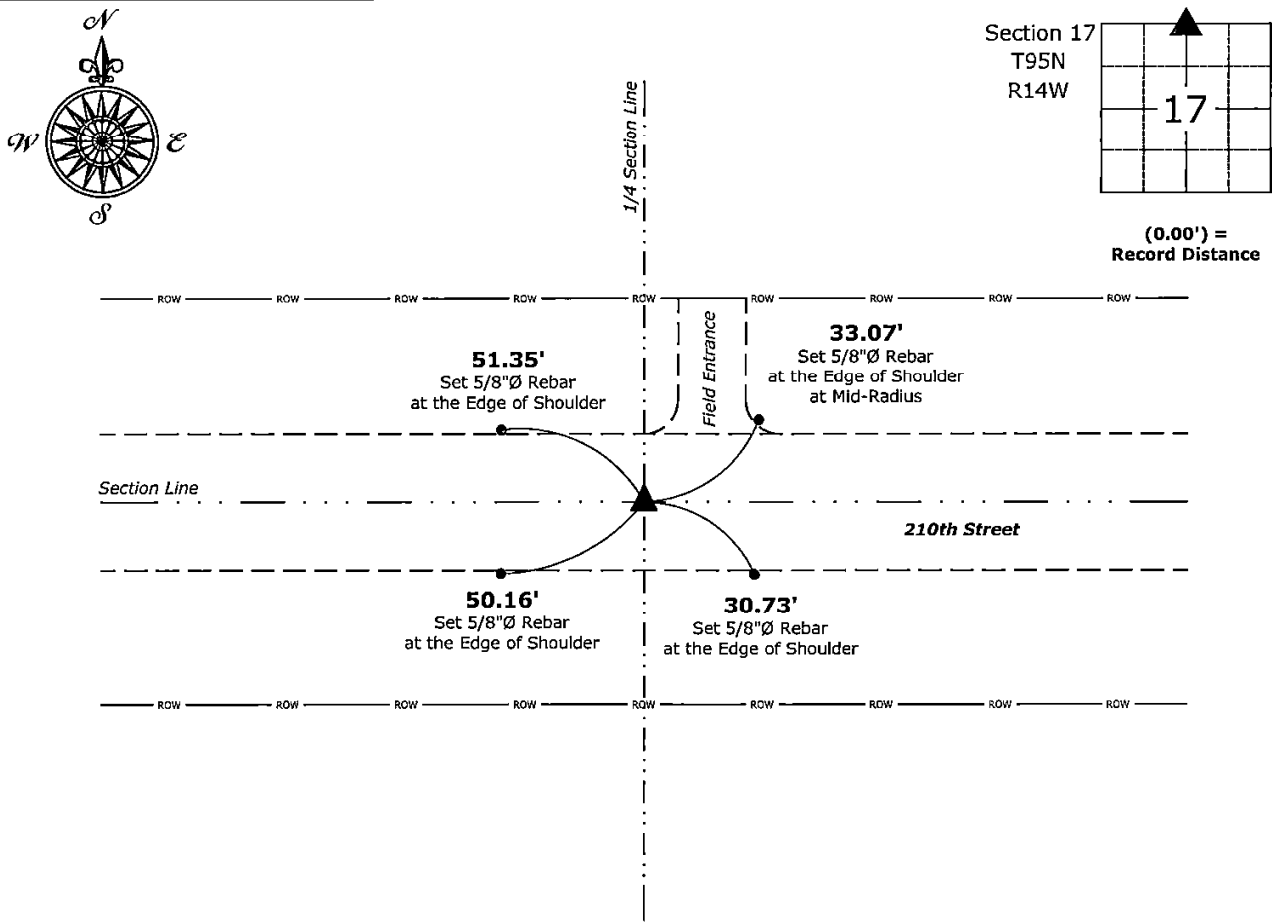 N
W
E
S
Section 17
T95N
R14W
17
(0.00') =
Record Distance
1/4 Section Line
ROW ROW ROW ROW ROW ROW ROW ROW ROW
Field Entrance
51.35'
Set 5/8"Ø Rebar
at the Edge of Shoulder
33.07'
Set 5/8"Ø Rebar
at the Edge of Shoulder
at Mid-Radius
Section Line
210th Street
50.16'
Set 5/8"Ø Rebar
at the Edge of Shoulder
30.73'
Set 5/8"Ø Rebar
at the Edge of Shoulder
ROW ROW ROW ROW ROW ROW ROW ROW ROW